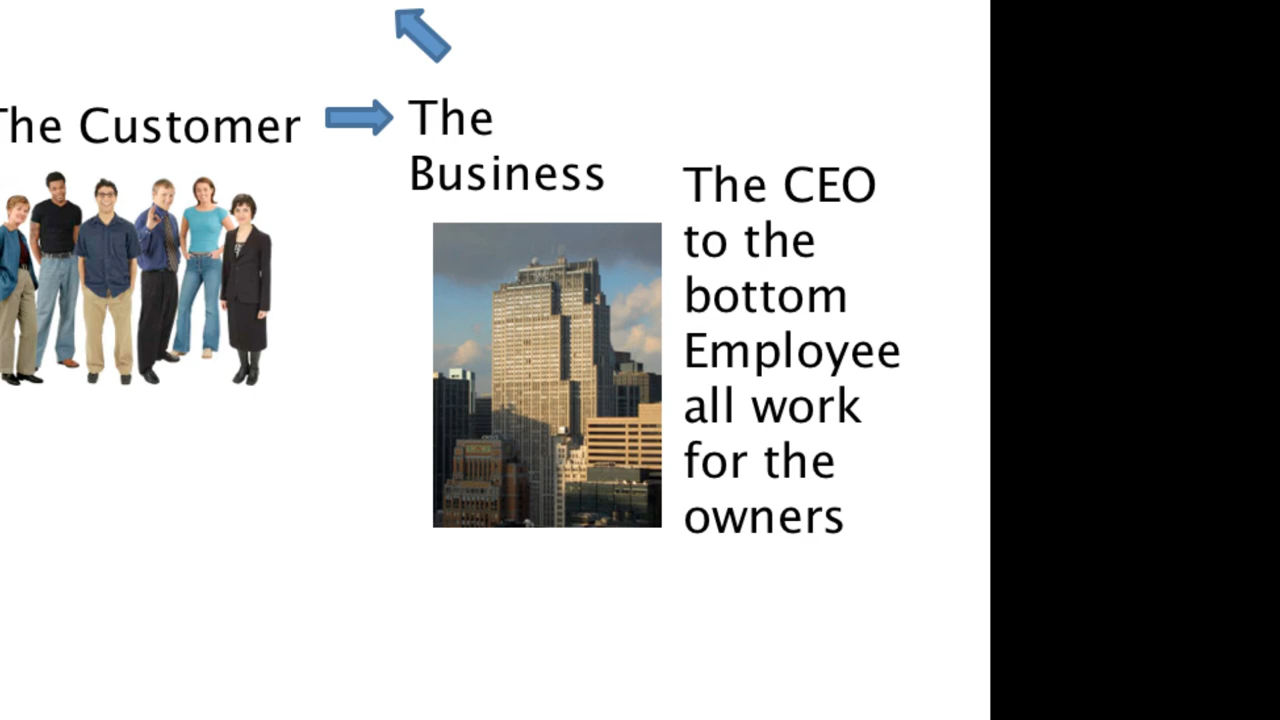 The Customer
The
Business
The CEO
to the
bottom
Employee
all work
for the
owners